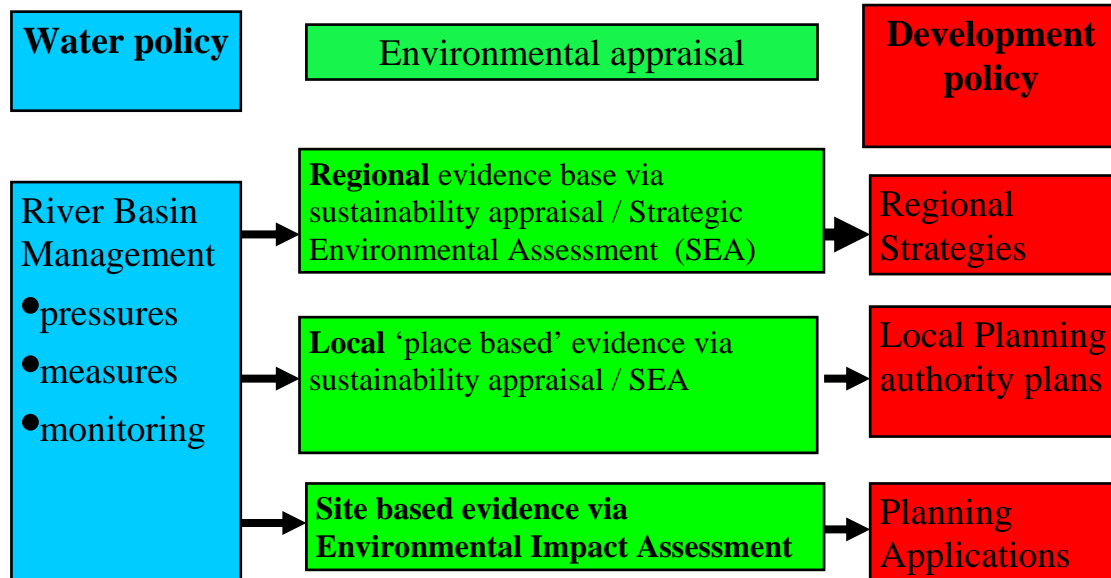 Water policy
Environmental appraisal
Development
policy
River Basin
Management
•pressures
•measures
•monitoring
Regional evidence base via
sustainability appraisal / Strategic
Environmental Assessment  (SEA)
Regional
Strategies
Local ‘place based’ evidence via
sustainability appraisal / SEA
Local Planning
authority plans
Site based evidence via
Environmental Impact Assessment
Planning
Applications